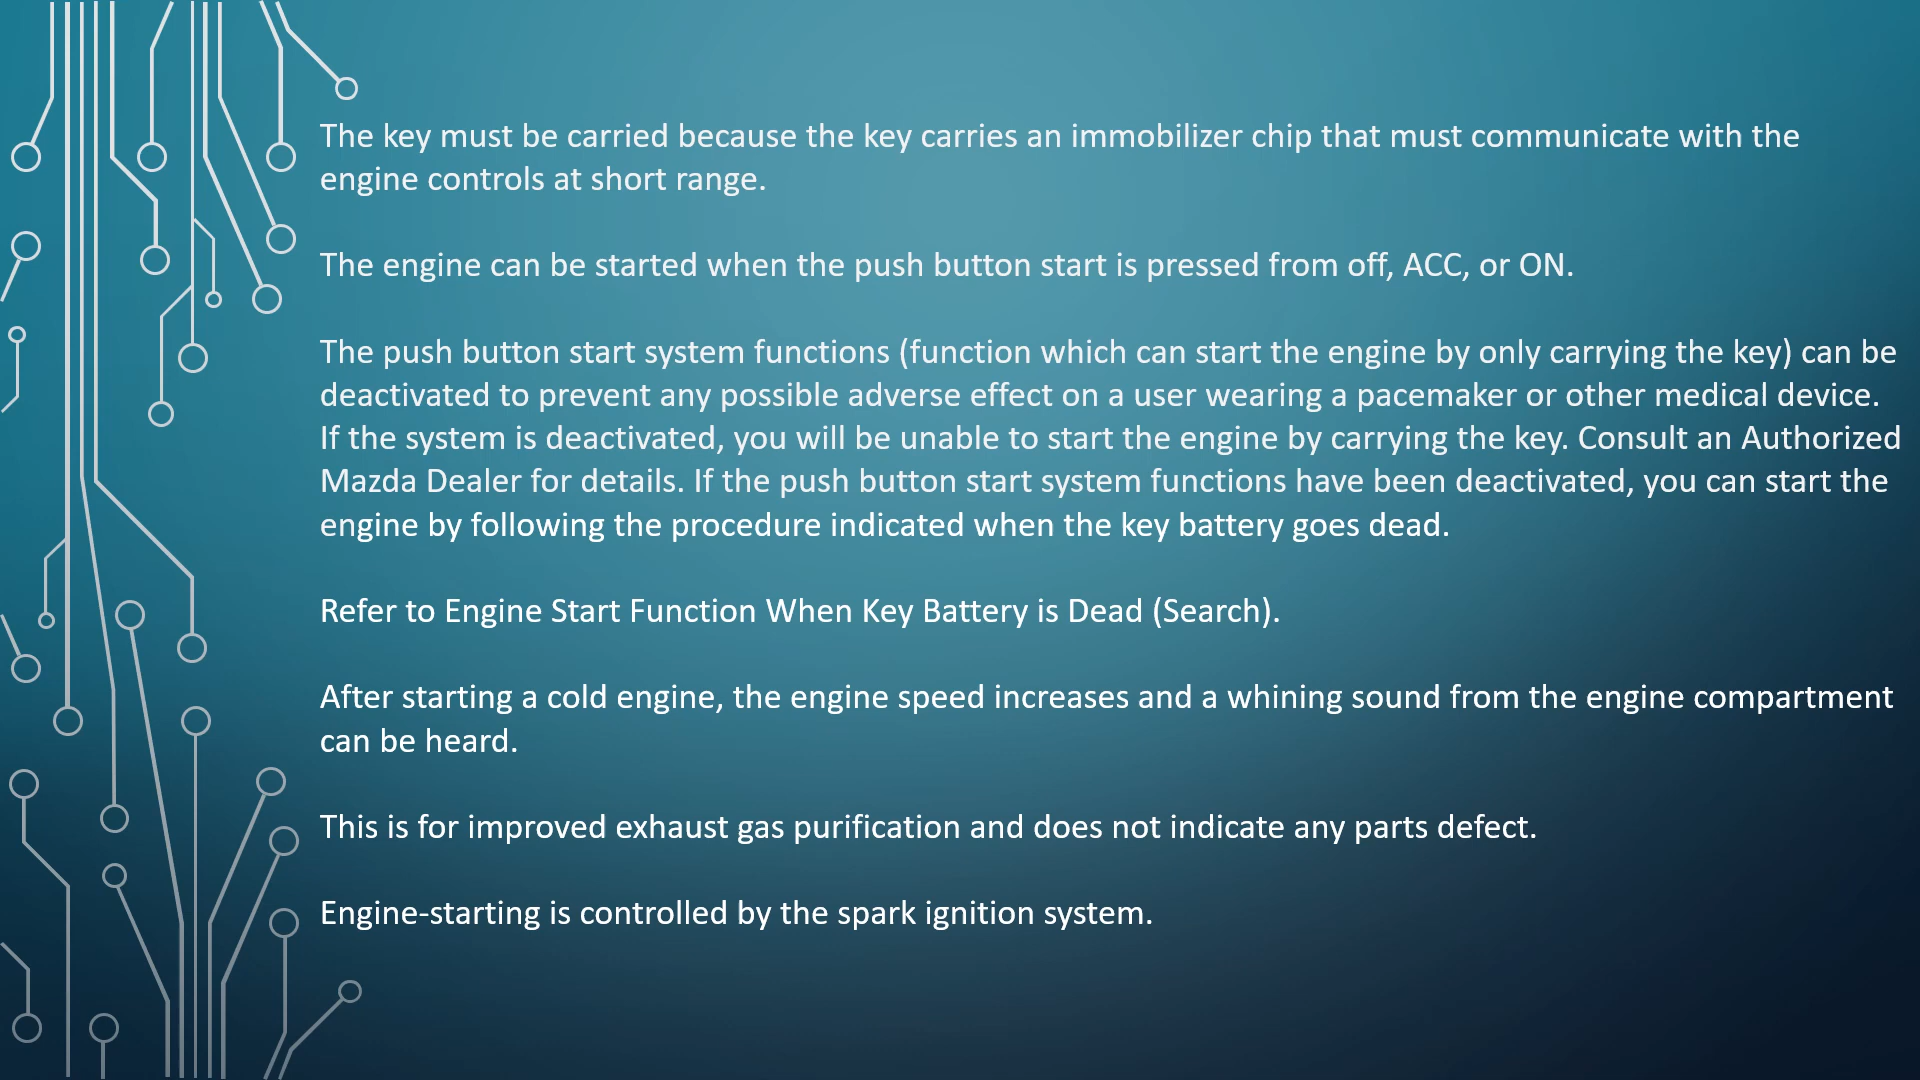 The key must be carried because the key carries an immobilizer chip that must communicate with the
engine controls at short range.
The engine can be started when the push button start is pressed from off, ACC, or ON.
The push button start system functions (function which can start the engine by only carrying the key) can be
deactivated to prevent any possible adverse effect on a user wearing a pacemaker or other medical device.
If the system is deactivated, you will be unable to start the engine by carrying the key. Consult an Authorized
Mazda Dealer for details. If the push button start system functions have been deactivated, you can start the
engine by following the procedure indicated when the key battery goes dead.
Refer to Engine Start Function When Key Battery is Dead (Search).
After starting a cold engine, the engine speed increases and a whining sound from the engine compartment
can be heard.
This is for improved exhaust gas purification and does not indicate any parts defect.
Engine-starting is controlled by the spark ignition system.